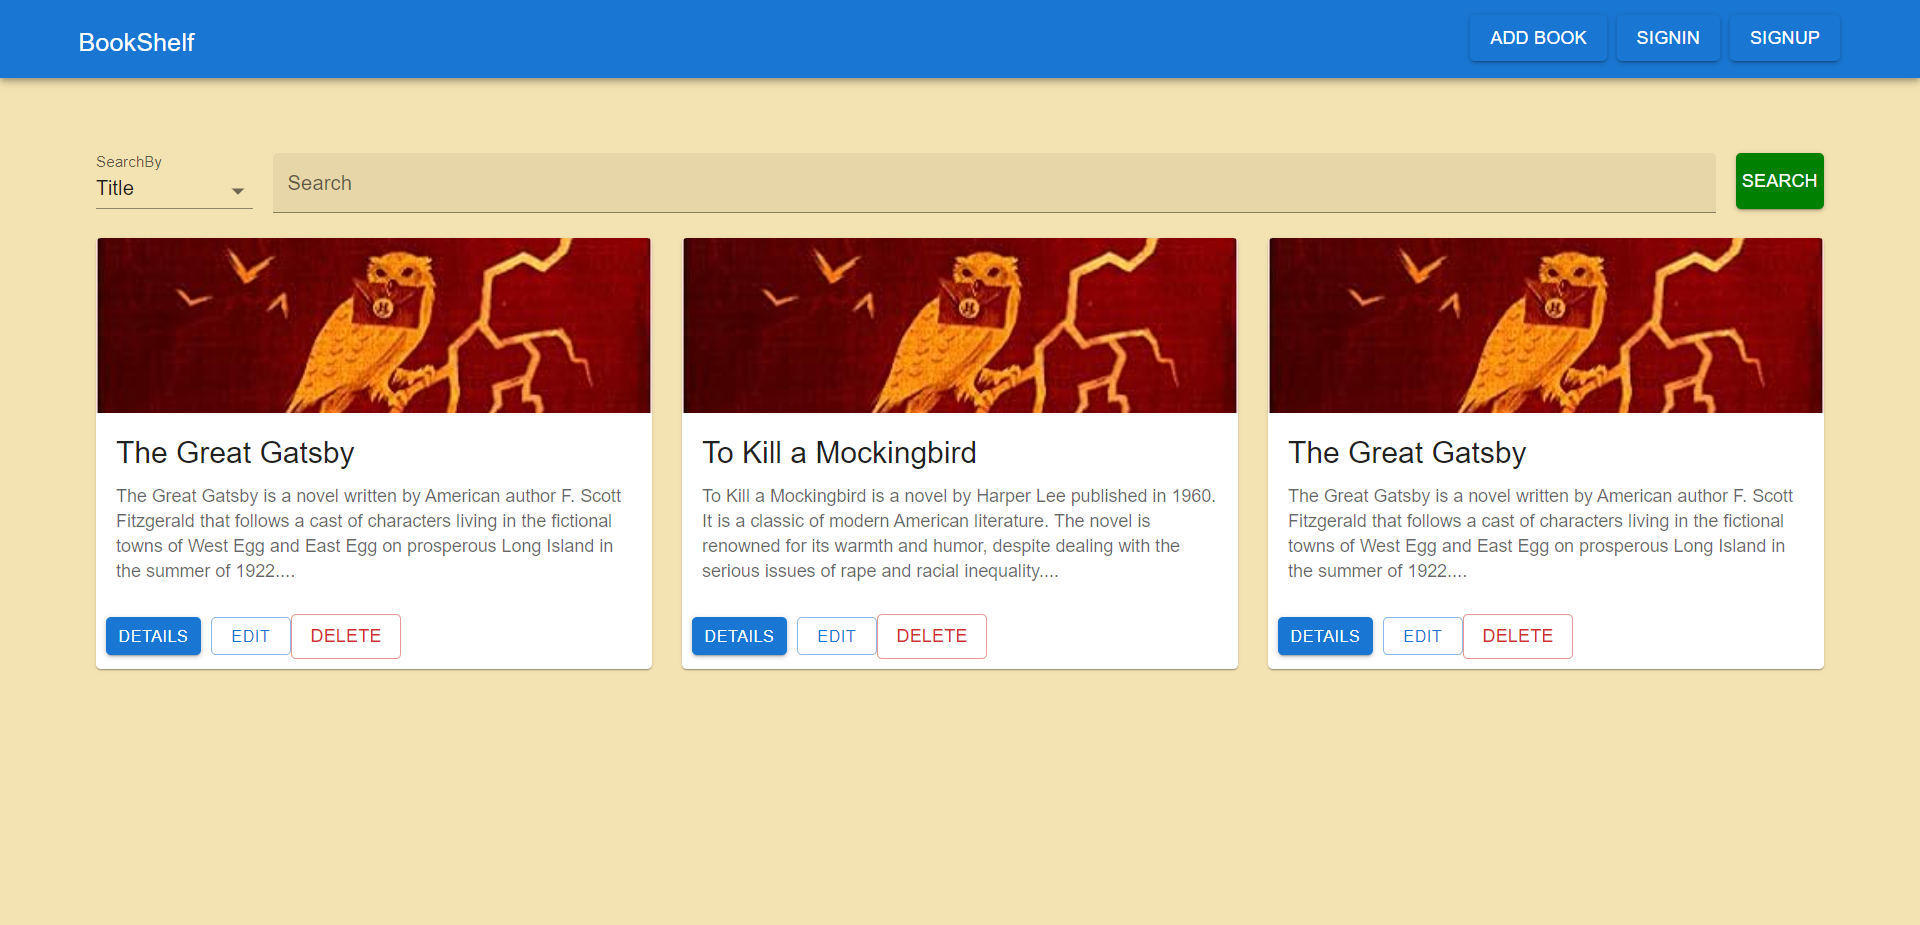 BookShelf
ADD BOOK
SIGNIN
SIGNUP
SearchBy
Title
Search
SEARCH
The Great Gatsby
The Great Gatsby is a novel written by American author F. Scott
Fitzgerald that follows a cast of characters living in the fictional
towns of West Egg and East Egg on prosperous Long Island in
the summer of 1922....
DETAILS
EDIT
DELETE
To Kill a Mockingbird
To Kill a Mockingbird is a novel by Harper Lee published in 1960.
It is a classic of modern American literature. The novel is
renowned for its warmth and humor, despite dealing with the
serious issues of rape and racial inequality....
DETAILS
EDIT
DELETE
The Great Gatsby
The Great Gatsby is a novel written by American author F. Scott
Fitzgerald that follows a cast of characters living in the fictional
towns of West Egg and East Egg on prosperous Long Island in
the summer of 1922....
DETAILS
EDIT
DELETE